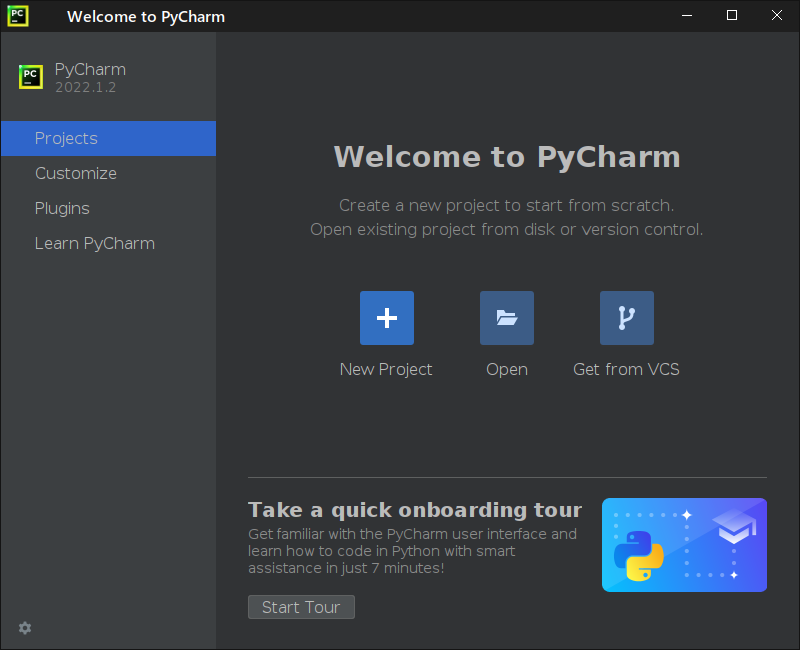 PC
Welcome to PyCharm
PC
PyCharm
2022.1.2
Projects
Customize
Plugins
Learn PyCharm
Welcome to PyCharm
Create a new project to start from scratch.
Open existing project from disk or version control.
New Project
Open
Get from VCS
Take a quick onboarding tour
Get familiar with the PyCharm user interface and
learn how to code in Python with smart
assistance in just 7 minutes!
Start Tour